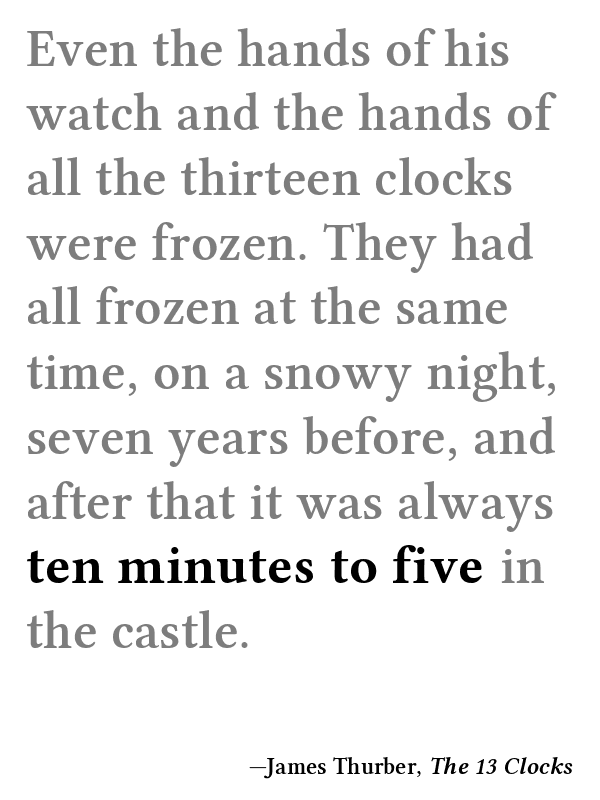 Even the hands of his
watch and the hands of
all the thirteen clocks
were frozen. They had
all frozen at the same
time, on a snowy night,
seven years before, and
after that it was always
ten minutes to five in
the castle.
—James Thurber, The 13 Clocks